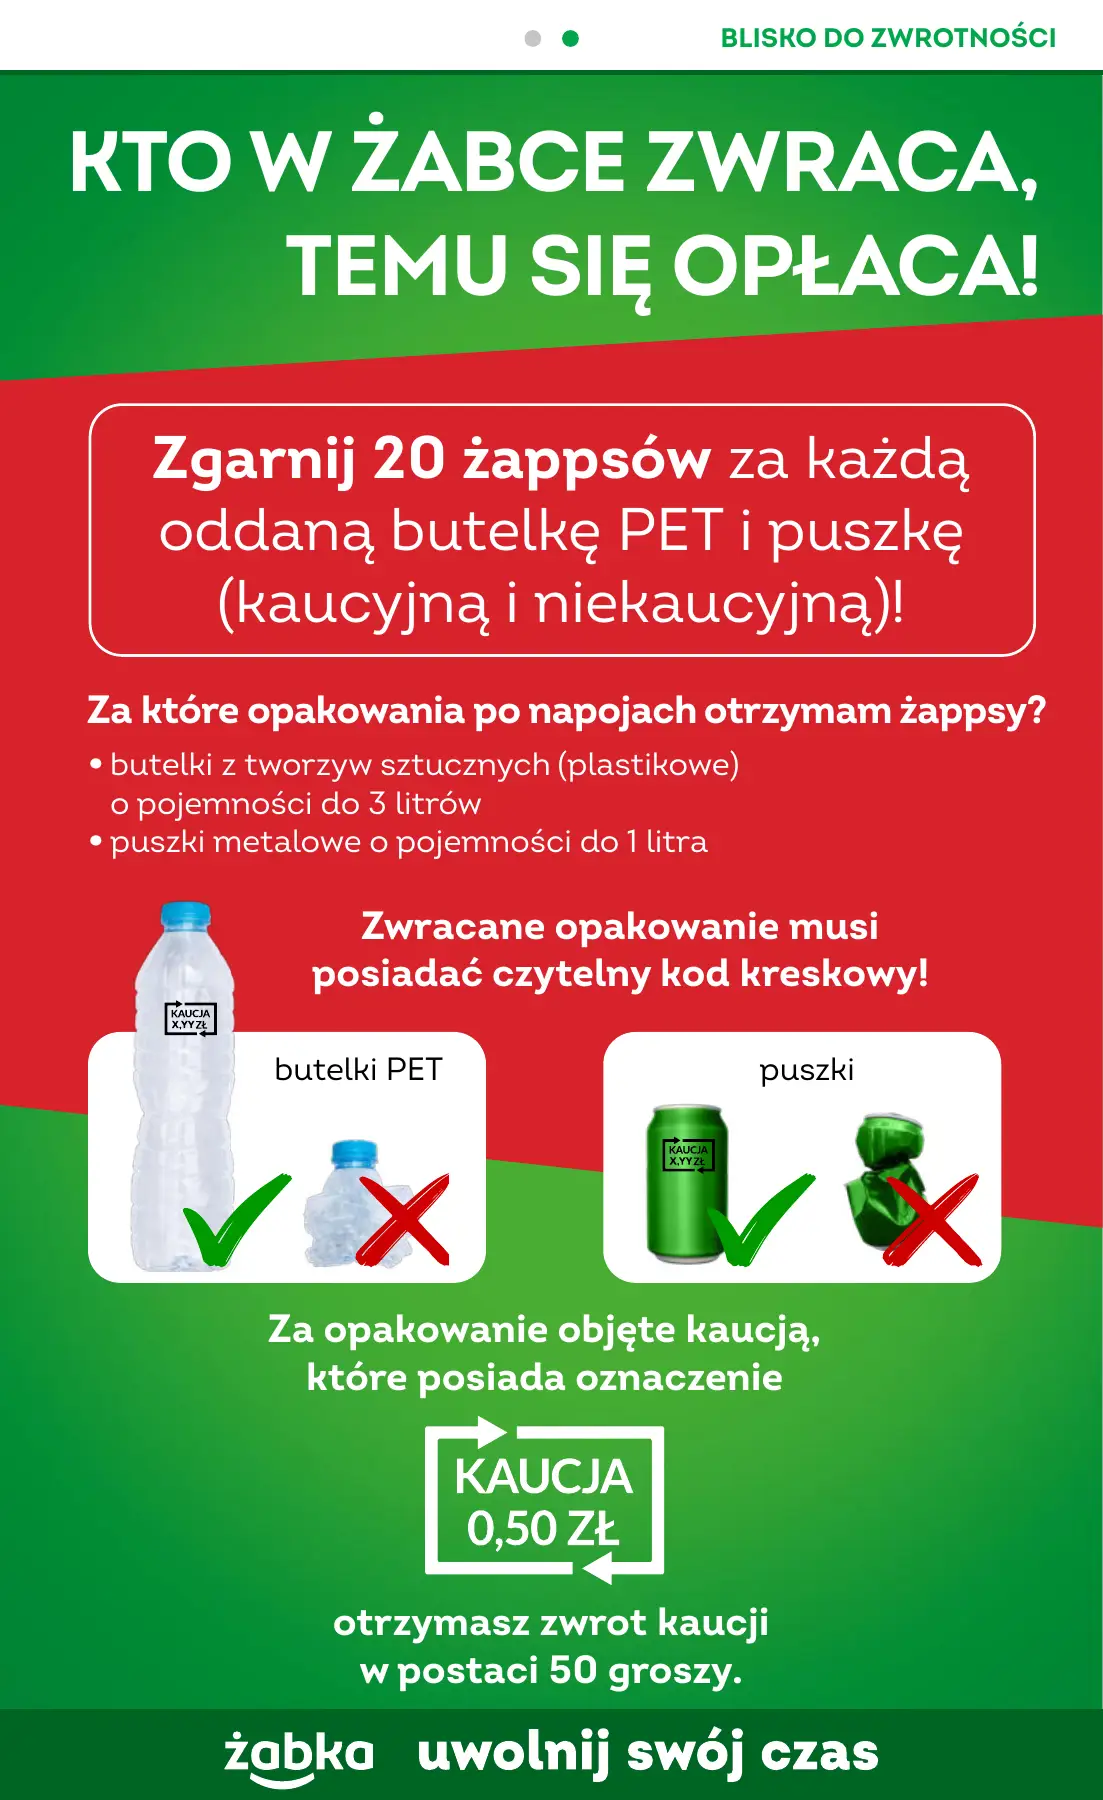 BLISKO DO ZWROTNOŚCI
KTO W ŻABCE ZWRACA,
TEMU SIĘ OPŁACA!
Zgarnij 20 żappsów za każdą
oddaną butelkę PET i puszkę
(kaucyjną i niekaucyjną)!
Za które opakowania po napojach otrzymam żappsy?
• butelki z tworzyw sztucznych (plastikowe)
o pojemności do 3 litrów
• puszki metalowe o pojemności do 1 litra
Zwracane opakowanie musi
posiadać czytelny kod kreskowy!
KAUCJA
X,YY ZŁ
butelki PET
puszki
KAUCJA
X,YY ZŁ
Za opakowanie objęte kaucją,
które posiada oznaczenie
KAUCJA
0,50 ZŁ
otrzymasz zwrot kaucji
w postaci 50 groszy.
żabka uwolnij swój czas